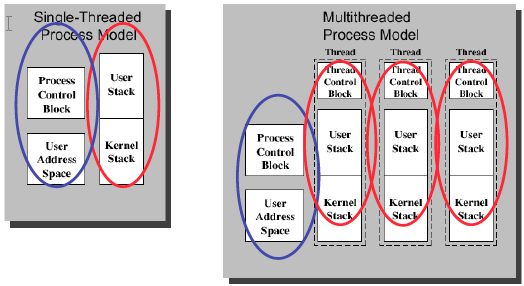 Single-Threaded
Process Model
Process
Control
Block
User
Address
Space
User
Stack
Kernel
Stack
Multithreaded
Process Model
Process
Control
Block
User
Address
Space
Thread
Thread
Control
Block
User
Stack
Kernel
Stack
Thread
Thread
Control
Block
User
Stack
Kernel
Stack
Thread
Thread
Control
Block
User
Stack
Kernel
Stack